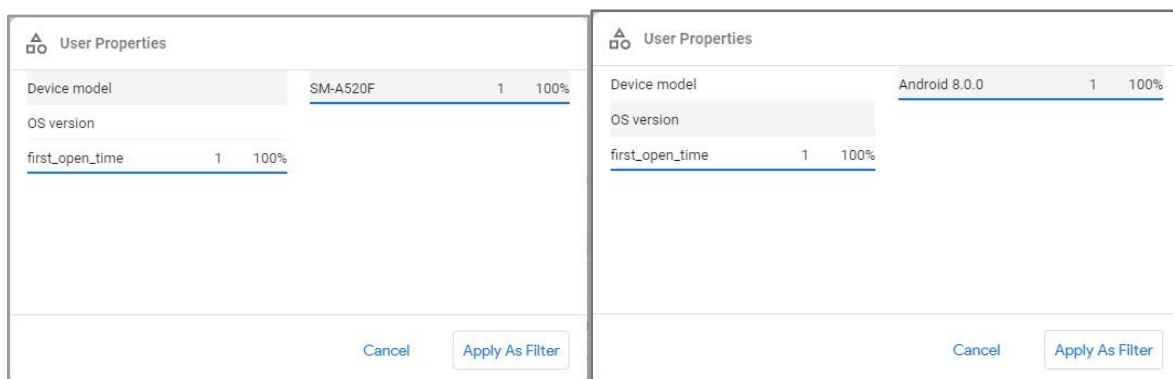 User Properties
Device model
SM-A520F 1 100%
OS version
first_open_time 1 100%
Cancel Apply As Filter
User Properties
Device model
Android 8.0.0 1 100%
OS version
first_open_time 1 100%
Cancel Apply As Filter